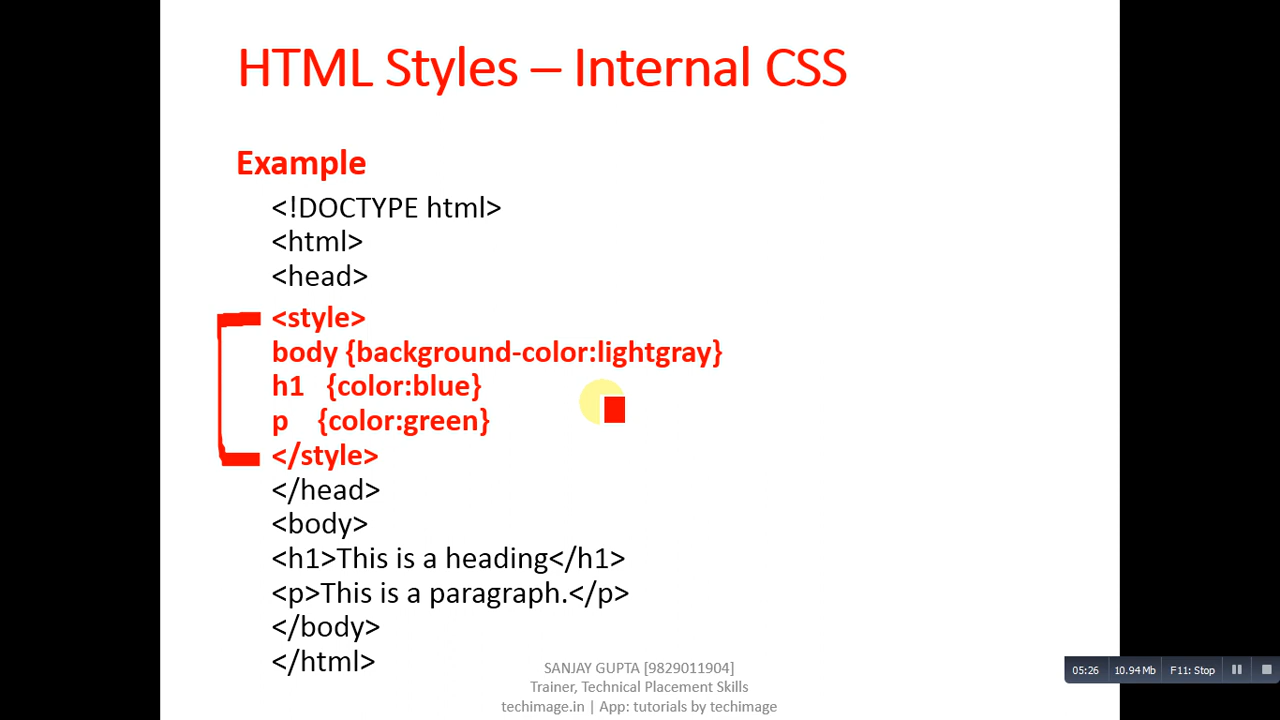 HTML Styles – Internal CSS
Example
<!DOCTYPE html>
<html>
<head>
<style>
body {background-color:lightgray}
h1 {color:blue}
p {color:green}
</style>
</head>
<body>
<h1>This is a heading</h1>
<p>This is a paragraph.</p>
</body>
</html>
SANJAY GUPTA [9829011904]
Trainer, Technical Placement Skills
techimage.in | App: tutorials by techimage
05:26 10.94 Mb F11: Stop